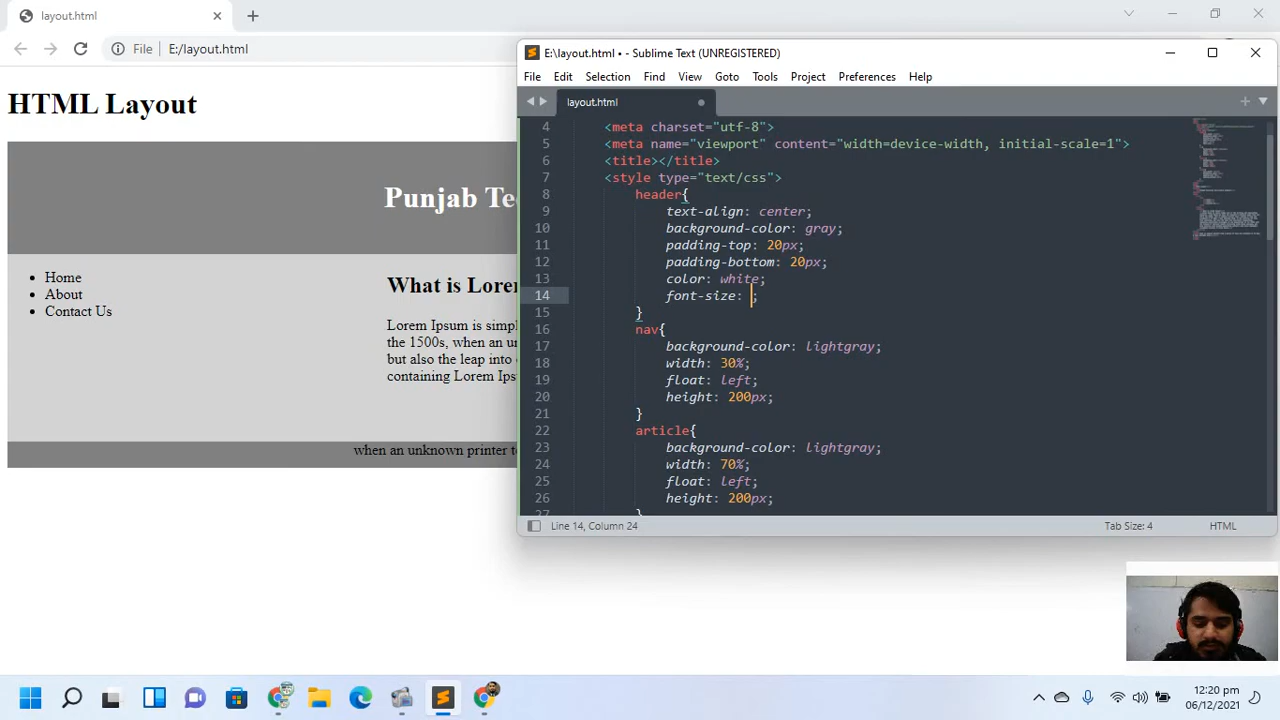 layout.html
File
E:/layout.html
HTML Layout
Punjab Te
Home
About
Contact Us
What is Lore
Lorem Ipsum is simp
the 1500s, when an u
but also the leap into
containing Lorem Ips
when an unknown printer t
E:\layout.html • - Sublime Text (UNREGISTERED)
File Edit Selection Find View Goto Tools Project Preferences Help
layout.html
4 <meta charset="utf-8">
5 <meta name="viewport" content="width=device-width, initial-scale=1">
6 <title></title>
7 <style type="text/css">
8 header{
9 text-align: center;
10 background-color: gray;
11 padding-top: 20px;
12 padding-bottom: 20px;
13 color: white;
14 font-size: ;
15 }
16 nav{
17 background-color: lightgray;
18 width: 30%;
19 float: left;
20 height: 200px;
21 }
22 article{
23 background-color: lightgray;
24 width: 70%;
25 float: left;
26 height: 200px;
27 }
Line 14, Column 24
Tab Size: 4
HTML
12:20 pm
06/12/2021